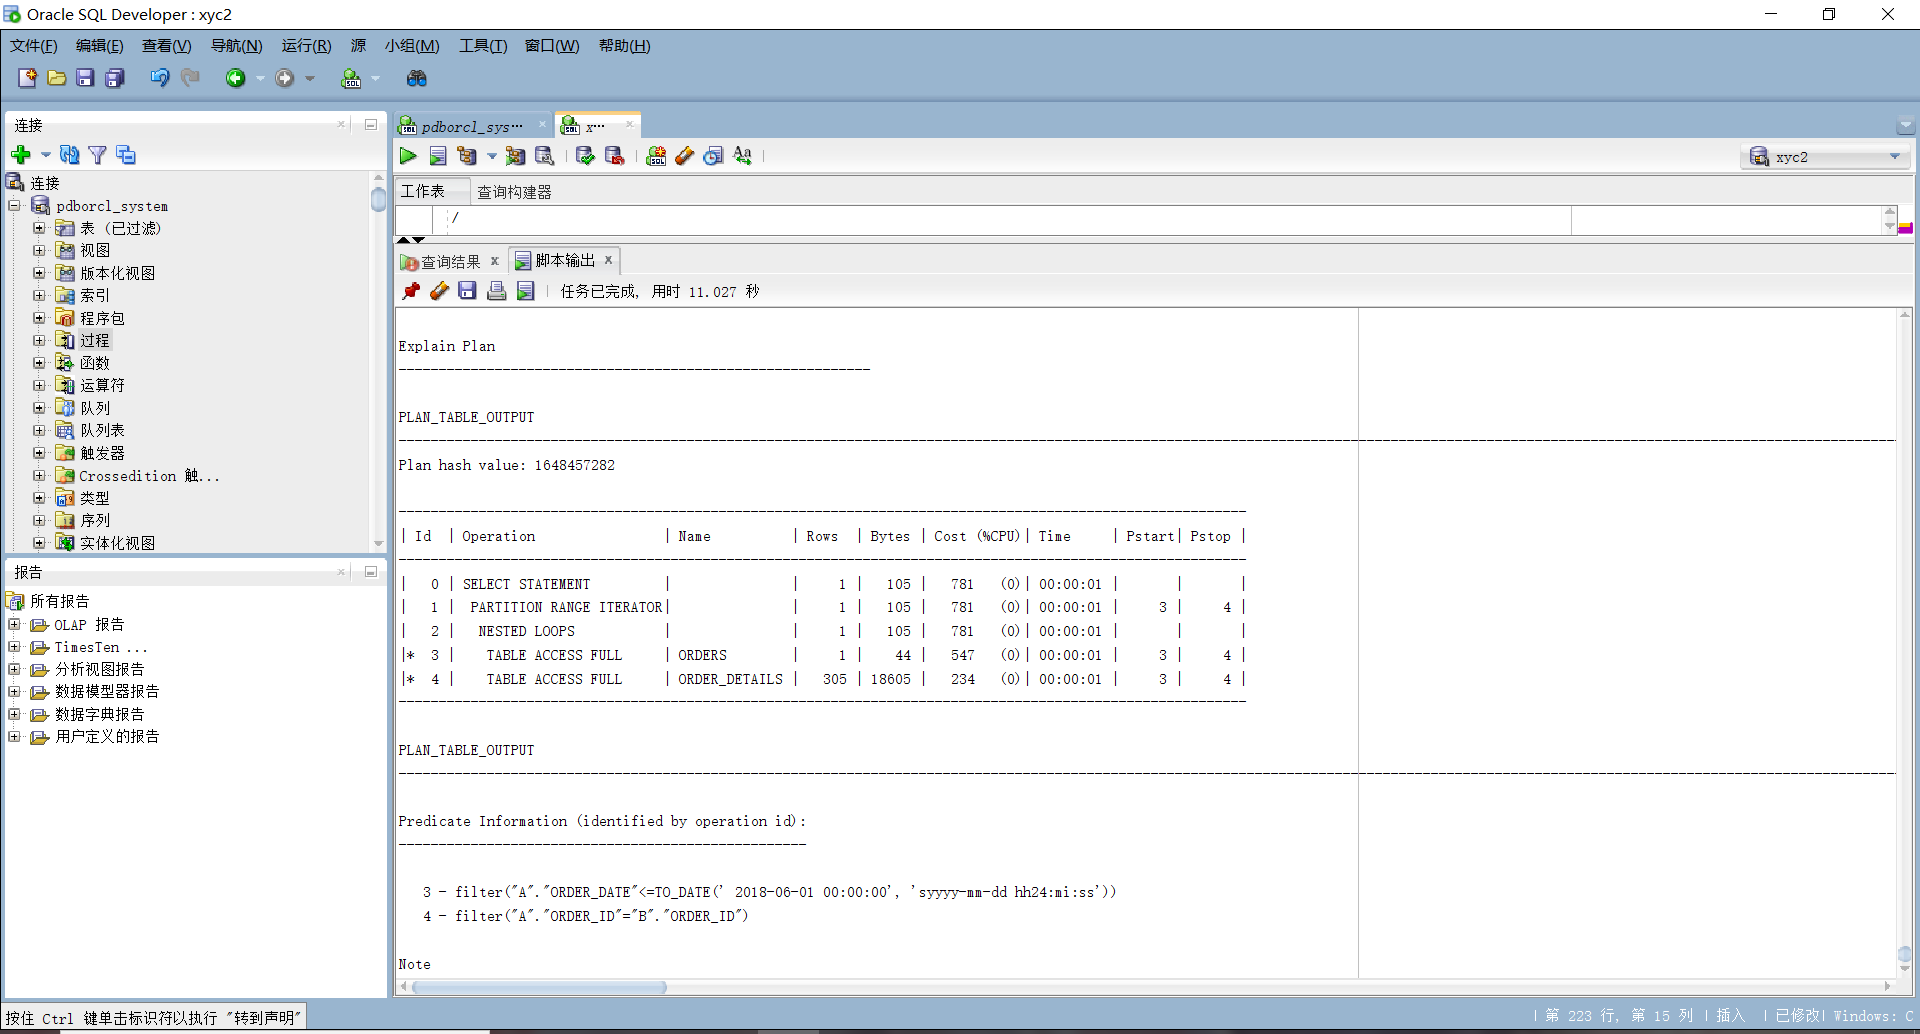 Oracle SQL Developer : xyc2
文件(F) 编辑(E) 查看(V) 导航(N) 运行(R) 源 小组(M) 工具(T) 窗口(W) 帮助(H)
连接
连接
pdborcl_system
表 (已过滤)
视图
版本化视图
索引
程序包
过程
函数
运算符
队列
队列表
触发器
Crossedition 触...
类型
序列
实体化视图
报告
所有报告
OLAP 报告
TimesTen ...
分析视图报告
数据模型器报告
数据字典报告
用户定义的报告
pdborcl_sys... x...
xyc2
工作表 查询构建器
/
查询结果 x 脚本输出 x
任务已完成, 用时 11.027 秒
Explain Plan
-----------------------------------------------------------
PLAN_TABLE_OUTPUT
Plan hash value: 1648457282
| Id | Operation | Name | Rows | Bytes | Cost (%CPU)| Time | Pstart| Pstop |
| 0 | SELECT STATEMENT | | 1 | 105 | 781 (0)| 00:00:01 | | |
| 1 | PARTITION RANGE ITERATOR| | 1 | 105 | 781 (0)| 00:00:01 | 3 | 4 |
| 2 | NESTED LOOPS | | 1 | 105 | 781 (0)| 00:00:01 | | |
|* 3 | TABLE ACCESS FULL | ORDERS | 1 | 44 | 547 (0)| 00:00:01 | 3 | 4 |
|* 4 | TABLE ACCESS FULL | ORDER_DETAILS | 305 | 18605 | 234 (0)| 00:00:01 | 3 | 4 |
PLAN_TABLE_OUTPUT
Predicate Information (identified by operation id):
---------------------------------------------------
3 - filter("A"."ORDER_DATE"<=TO_DATE(' 2018-06-01 00:00:00', 'syyyy-mm-dd hh24:mi:ss'))
4 - filter("A"."ORDER_ID"="B"."ORDER_ID")
Note
按住 Ctrl 键单击标识符以执行 "转到声明"
| 第 223 行, 第 15 列 | 插入 | 已修改| Windows: C